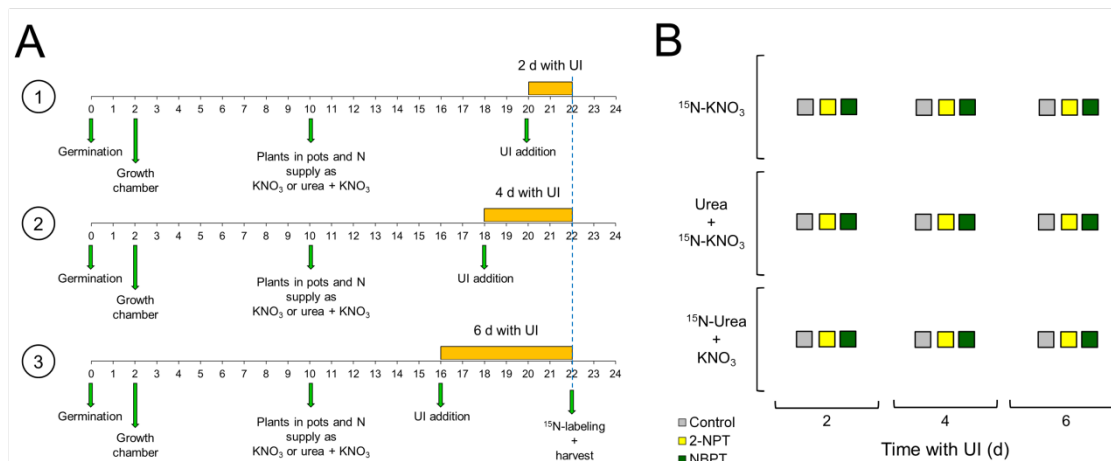 A
1
2 d with UI
0 1 2 3 4 5 6 7 8 9 10 11 12 13 14 15 16 17 18 19 20 21 22 23 24
Germination
Growth
chamber
Plants in pots and N
supply as
KNO₃ or urea + KNO₃
UI addition
2
4 d with UI
0 1 2 3 4 5 6 7 8 9 10 11 12 13 14 15 16 17 18 19 20 21 22 23 24
Germination
Growth
chamber
Plants in pots and N
supply as
KNO₃ or urea + KNO₃
UI addition
3
6 d with UI
0 1 2 3 4 5 6 7 8 9 10 11 12 13 14 15 16 17 18 19 20 21 22 23 24
Germination
Growth
chamber
Plants in pots and N
supply as
KNO₃ or urea + KNO₃
UI addition
¹⁵N-labeling
+
harvest
B
¹⁵N-KNO₃
Urea
+
¹⁵N-KNO₃
¹⁵N-Urea
+
KNO₃
Control
2-NPT
NBPT
2 4 6
Time with UI (d)